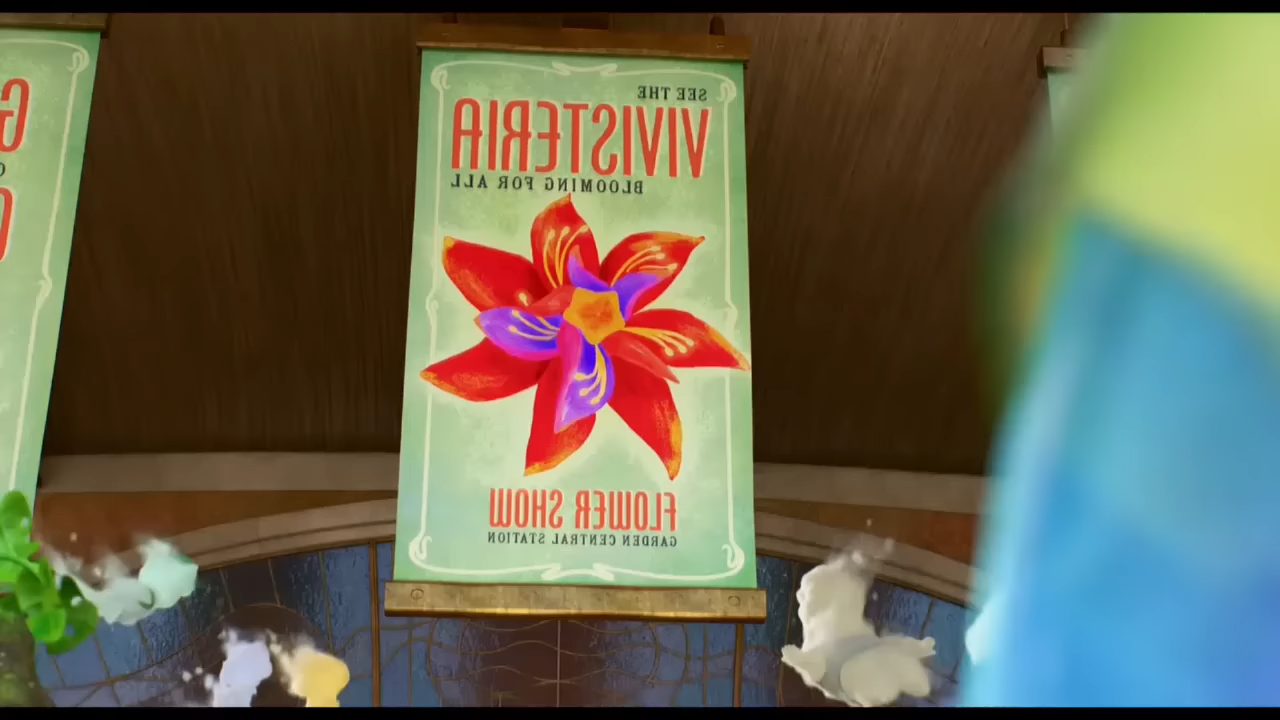 SEE THE
VIVISTERIA
BLOOMING FOR ALL
FLOWER SHOW
GARDEN CENTRAL STATION